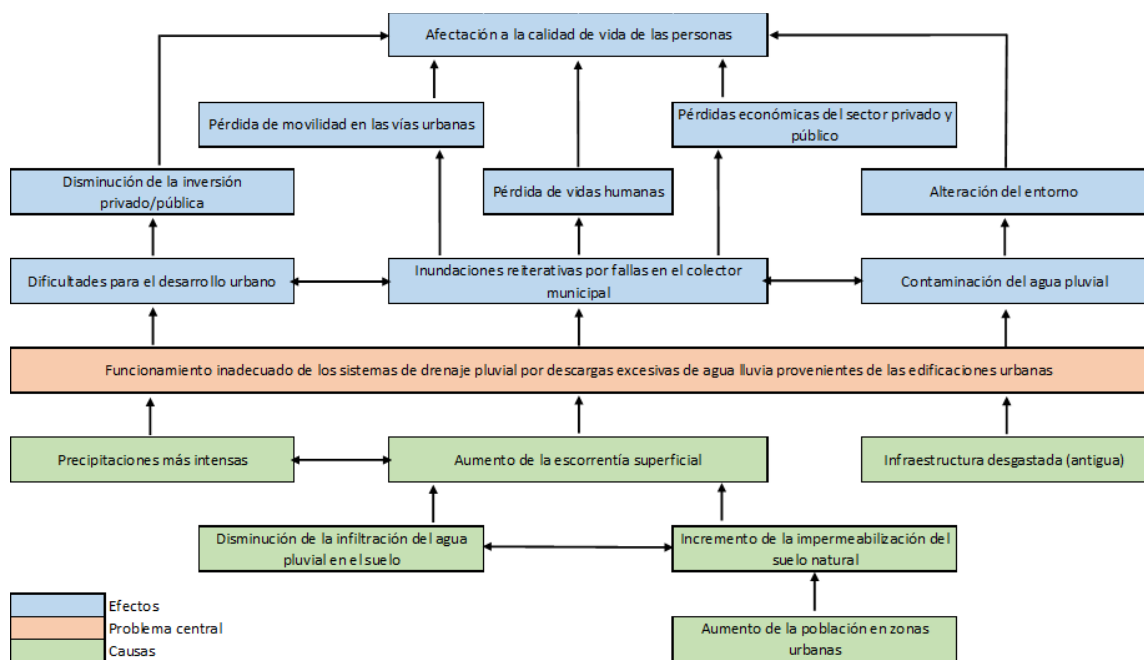 Afectación a la calidad de vida de las personas
Pérdida de movilidad en las vías urbanas
Pérdidas económicas del sector privado y
público
Disminución de la inversión
privado/pública
Pérdida de vidas humanas
Alteración del entorno
Dificultades para el desarrollo urbano
Inundaciones reiterativas por fallas en el colector
municipal
Contaminación del agua pluvial
Funcionamiento inadecuado de los sistemas de drenaje pluvial por descargas excesivas de agua lluvia provenientes de las edificaciones urbanas
Precipitaciones más intensas
Aumento de la escorrentía superficial
Infraestructura desgastada (antigua)
Disminución de la infiltración del agua
pluvial en el suelo
Incremento de la impermeabilización del
suelo natural
Aumento de la población en zonas
urbanas
Efectos
Problema central
Causas